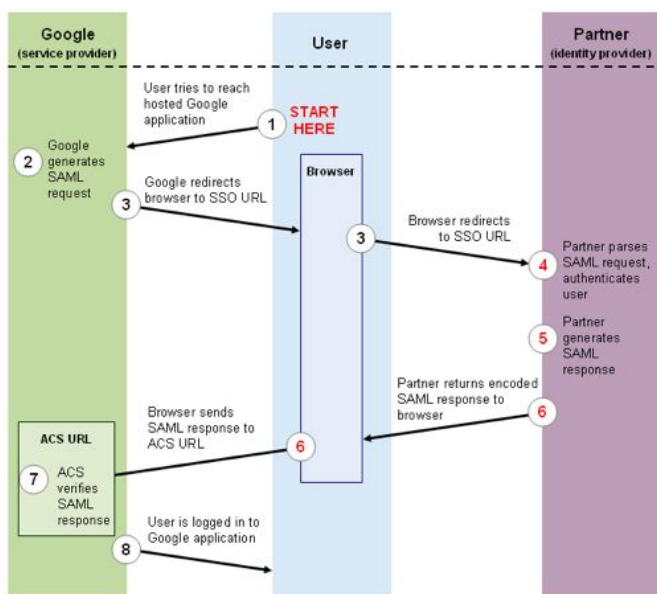 Google
(service provider)
User
Partner
(identity provider)
User tries to reach
hosted Google
application
1
START
HERE
2
Google
generates
SAML
request
Browser
3
Google redirects
browser to SSO URL
3
Browser redirects
to SSO URL
4
Partner parses
SAML request,
authenticates
user
5
Partner
generates
SAML
response
Partner returns encoded
SAML response to
browser
6
Browser sends
SAML response to
ACS URL
6
ACS URL
7
ACS
verifies
SAML
response
8
User is logged in to
Google application